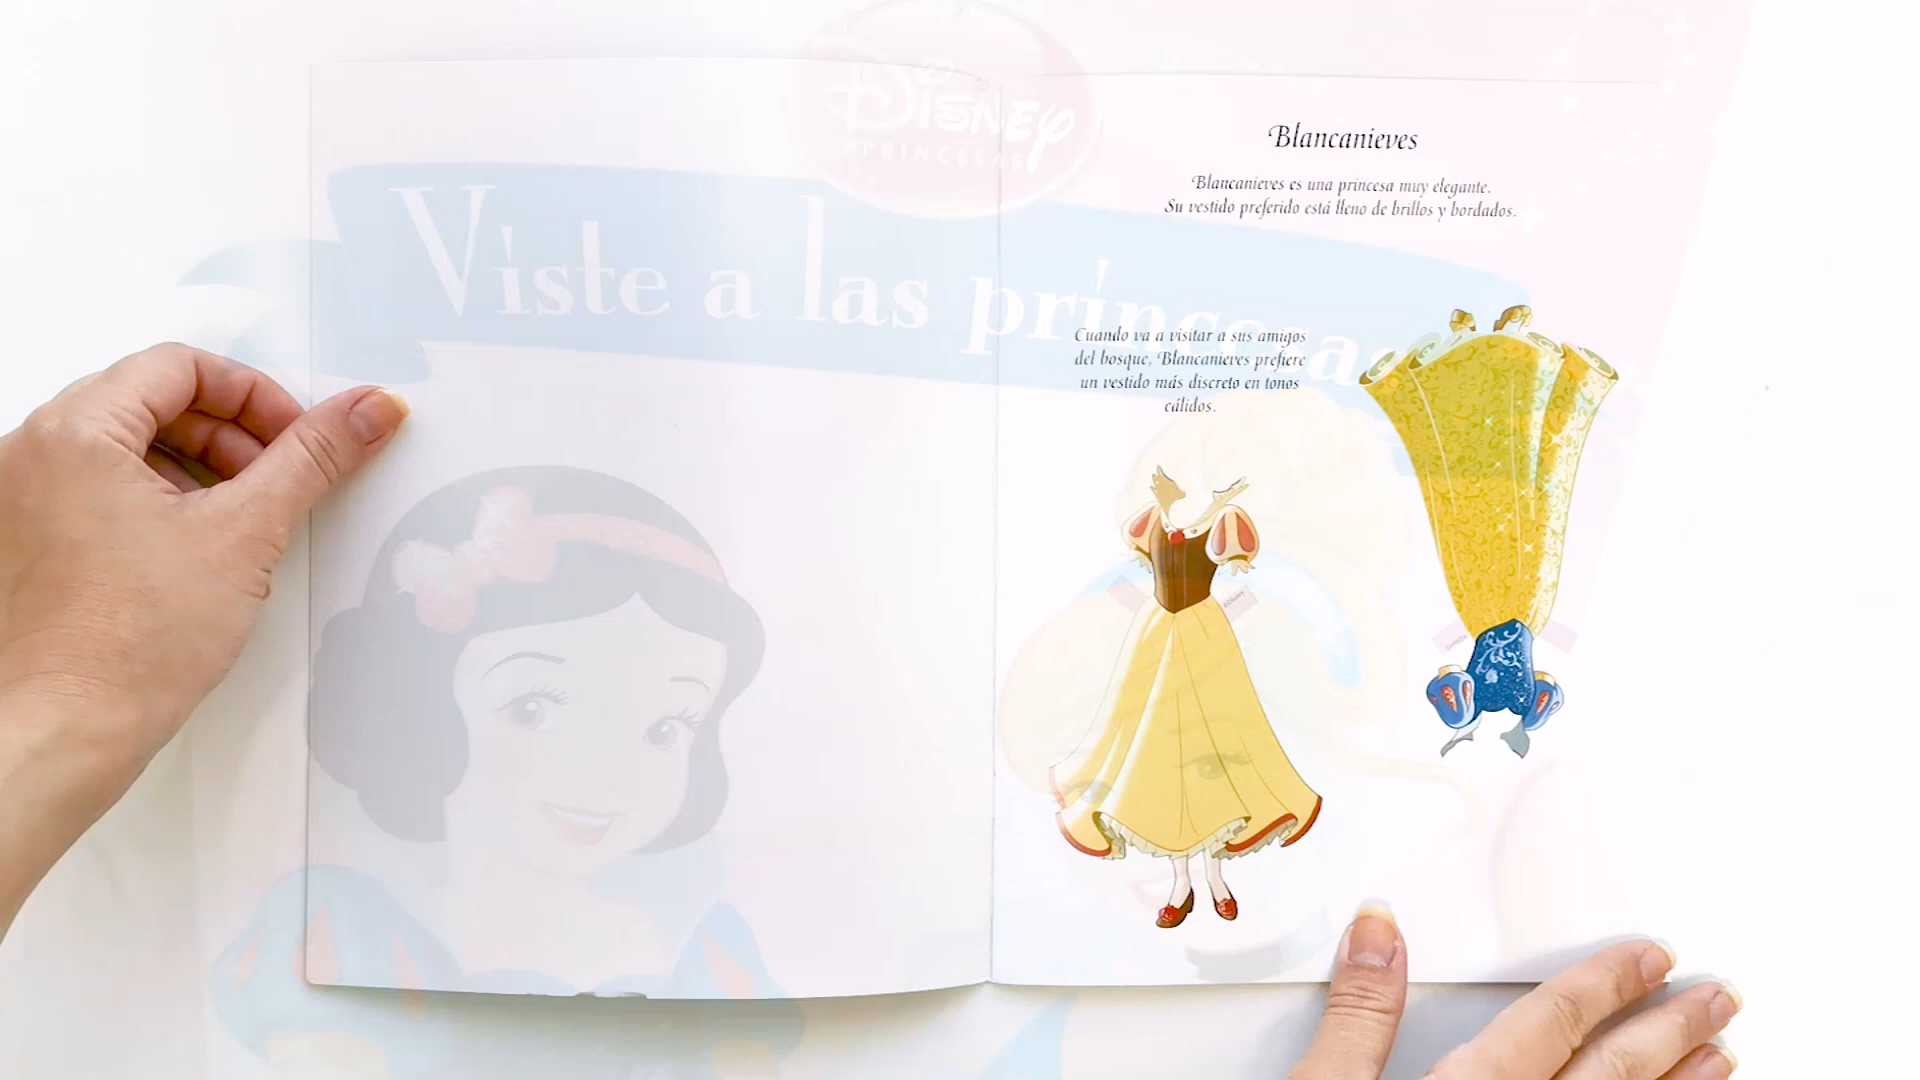 Disney
PRINCESAS
Viste a las princesas
Blancanieves
Blancanieves es una princesa muy elegante.
Su vestido preferido está lleno de brillos y bordados.
Cuando va a visitar a sus amigos
del bosque, Blancanieves prefiere
un vestido más discreto en tonos
cálidos.